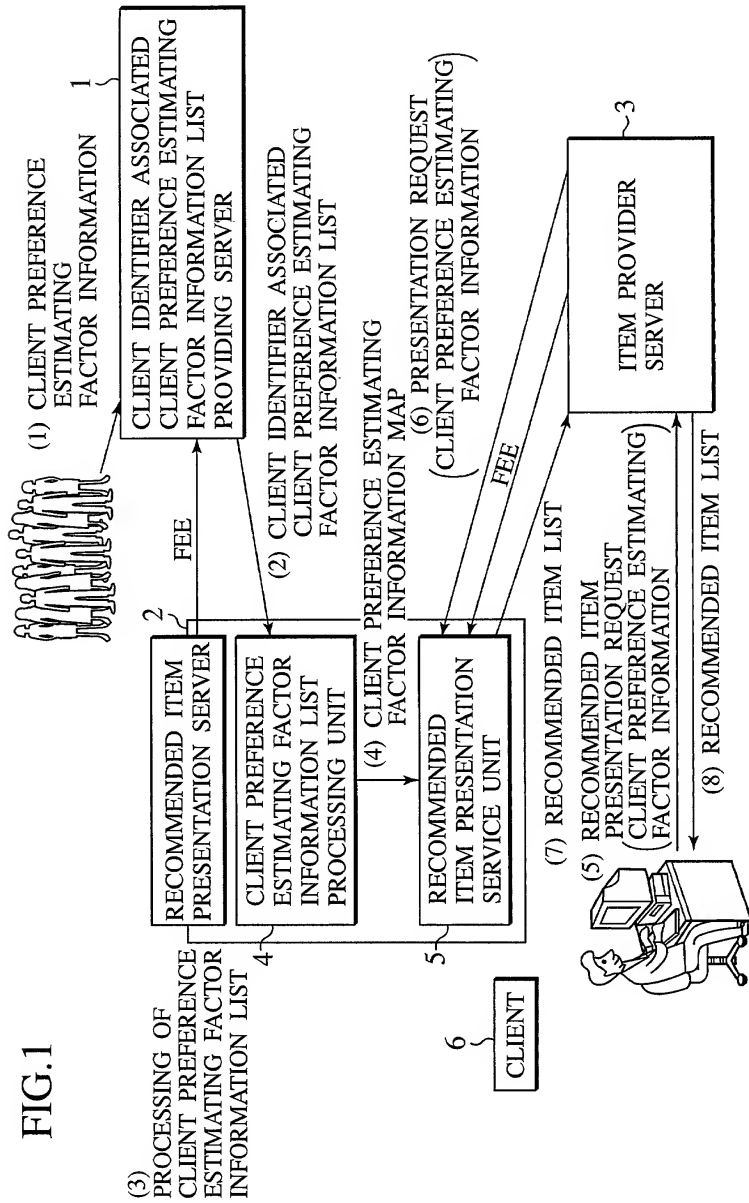 FIG.1
(1) CLIENT PREFERENCE
ESTIMATING
FACTOR INFORMATION
1
CLIENT IDENTIFIER ASSOCIATED
CLIENT PREFERENCE ESTIMATING
FACTOR INFORMATION LIST
PROVIDING SERVER
FEE
(2) CLIENT IDENTIFIER ASSOCIATED
CLIENT PREFERENCE ESTIMATING
FACTOR INFORMATION LIST
2
RECOMMENDED ITEM
PRESENTATION SERVER
(3)
PROCESSING OF
CLIENT PREFERENCE
ESTIMATING FACTOR
INFORMATION LIST
4
CLIENT PREFERENCE
ESTIMATING FACTOR
INFORMATION LIST
PROCESSING UNIT
(4) CLIENT PREFERENCE ESTIMATING
FACTOR INFORMATION MAP
5
RECOMMENDED
ITEM PRESENTATION
SERVICE UNIT
(6) PRESENTATION REQUEST
(CLIENT PREFERENCE ESTIMATING
FACTOR INFORMATION)
FEE
3
ITEM PROVIDER
SERVER
6
CLIENT
(7) RECOMMENDED ITEM LIST
(5) RECOMMENDED ITEM
PRESENTATION REQUEST
(CLIENT PREFERENCE ESTIMATING
FACTOR INFORMATION)
(8) RECOMMENDED ITEM LIST